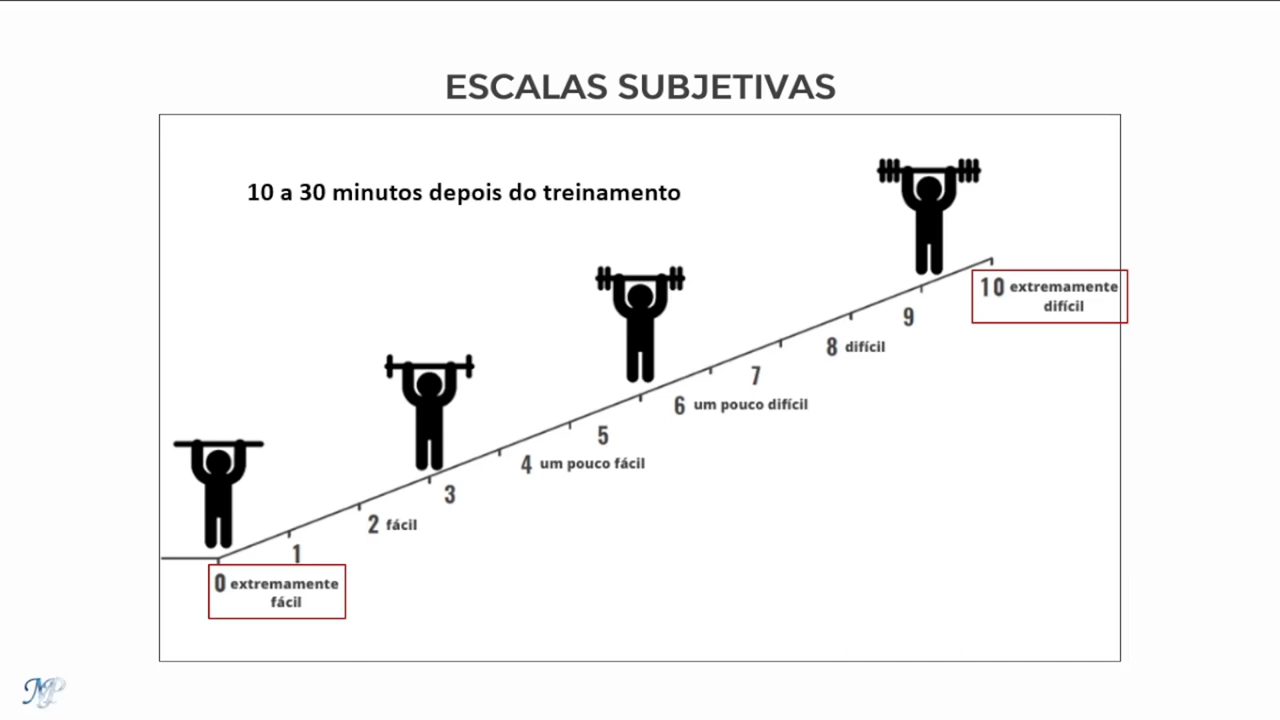 ESCALAS SUBJETIVAS
10 a 30 minutos depois do treinamento
10 extremamente
difícil
9
8 difícil
7
6 um pouco difícil
5
4 um pouco fácil
3
2 fácil
1
0 extremamente
fácil
MP